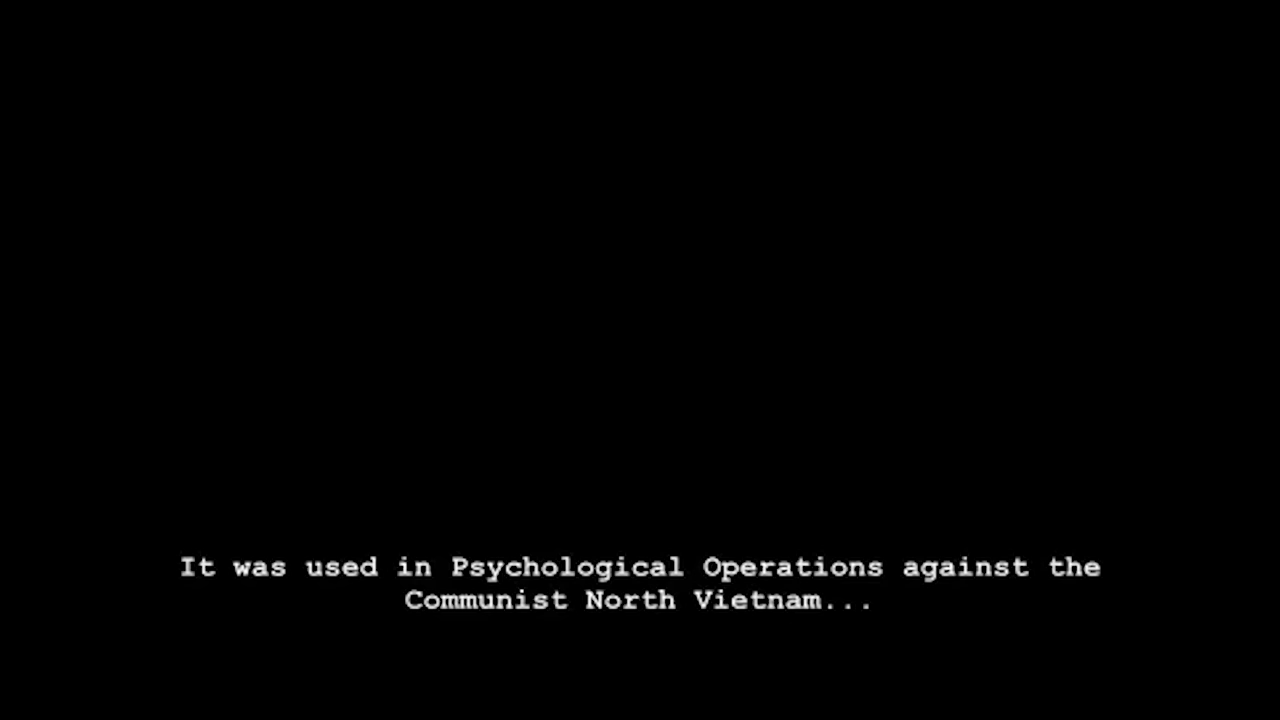 It was used in Psychological Operations against the
Communist North Vietnam...